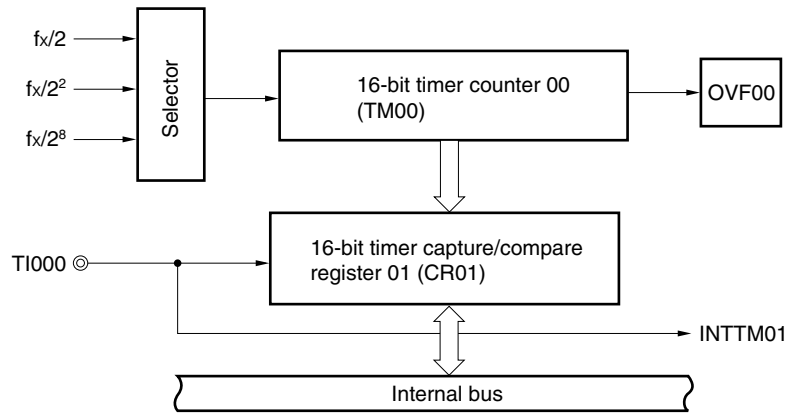 fx/2
fx/2²
fx/2⁸
Selector
16-bit timer counter 00
(TM00)
OVF00
TI000
16-bit timer capture/compare
register 01 (CR01)
INTTM01
Internal bus